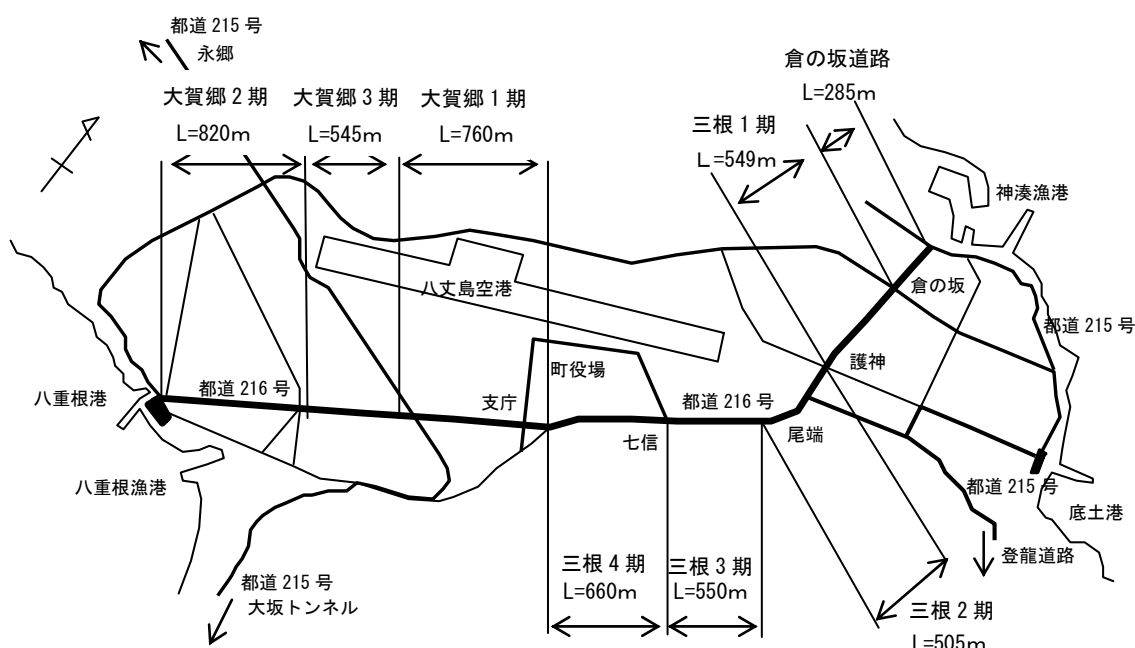 都道 215 号
永郷
大賀郷 2 期
L=820m
大賀郷 3 期
L=545m
大賀郷 1 期
L=760m
倉の坂道路
L=285m
三根 1 期
L=549m
神湊漁港
八丈島空港
倉の坂
都道 215 号
護神
町役場
都道 216 号
支庁
都道 216 号
八重根港
七信
尾端
八重根漁港
都道 215 号
底土港
登龍道路
三根 4 期
L=660m
三根 3 期
L=550m
都道 215 号
大坂トンネル
三根 2 期
L=505m